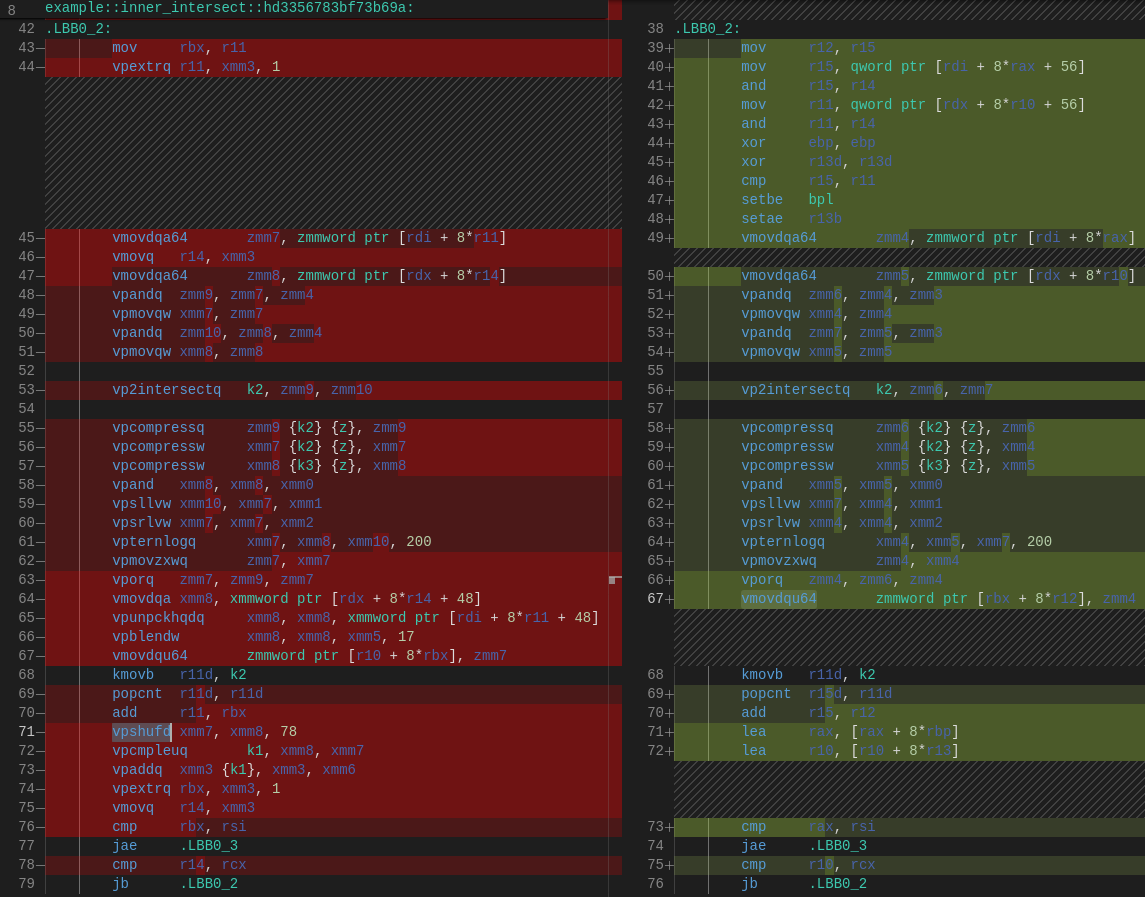 8 example::inner_intersect::hd3356783bf73b69a:
42 .LBB0_2:
43— mov rbx, r11
44— vpextrq r11, xmm3, 1
45— vmovdqa64 zmm7, zmmword ptr [rdi + 8*r11]
46— vmovq r14, xmm3
47— vmovdqa64 zmm8, zmmword ptr [rdx + 8*r14]
48— vpandq zmm9, zmm7, zmm4
49— vpmovqw xmm7, zmm7
50— vpandq zmm10, zmm8, zmm4
51— vpmovqw xmm8, zmm8
52
53— vp2intersectq k2, zmm9, zmm10
54
55— vpcompressq zmm9 {k2} {z}, zmm9
56— vpcompressw xmm7 {k2} {z}, xmm7
57— vpcompressw xmm8 {k3} {z}, xmm8
58— vpand xmm8, xmm8, xmm0
59— vpsllvw xmm10, xmm7, xmm1
60— vpsrlvw xmm7, xmm7, xmm2
61— vpternlogq xmm7, xmm8, xmm10, 200
62— vpmovzxwq zmm7, xmm7
63— vporq zmm7, zmm9, zmm7
64— vmovdqa xmm8, xmmword ptr [rdx + 8*r14 + 48]
65— vpunpckhqdq xmm8, xmm8, xmmword ptr [rdi + 8*r11 + 48]
66— vpblendw xmm8, xmm8, xmm5, 17
67— vmovdqu64 zmmword ptr [r10 + 8*rbx], zmm7
68 kmovb r11d, k2
69— popcnt r11d, r11d
70— add r11, rbx
71— vpshufd xmm7, xmm8, 78
72— vpcmpleuq k1, xmm8, xmm7
73— vpaddq xmm3 {k1}, xmm3, xmm6
74— vpextrq rbx, xmm3, 1
75— vmovq r14, xmm3
76— cmp rbx, rsi
77 jae .LBB0_3
78— cmp r14, rcx
79 jb .LBB0_2
38 .LBB0_2:
39+ mov r12, r15
40+ mov r15, qword ptr [rdi + 8*rax + 56]
41+ and r15, r14
42+ mov r11, qword ptr [rdx + 8*r10 + 56]
43+ and r11, r14
44+ xor ebp, ebp
45+ xor r13d, r13d
46+ cmp r15, r11
47+ setbe bpl
48+ setae r13b
49+ vmovdqa64 zmm4, zmmword ptr [rdi + 8*rax]
50+ vmovdqa64 zmm5, zmmword ptr [rdx + 8*r10]
51+ vpandq zmm6, zmm4, zmm3
52+ vpmovqw xmm4, zmm4
53+ vpandq zmm7, zmm5, zmm3
54+ vpmovqw xmm5, zmm5
55
56+ vp2intersectq k2, zmm6, zmm7
57
58+ vpcompressq zmm6 {k2} {z}, zmm6
59+ vpcompressw xmm4 {k2} {z}, xmm4
60+ vpcompressw xmm5 {k3} {z}, xmm5
61+ vpand xmm5, xmm5, xmm0
62+ vpsllvw xmm7, xmm4, xmm1
63+ vpsrlvw xmm4, xmm4, xmm2
64+ vpternlogq xmm4, xmm5, xmm7, 200
65+ vpmovzxwq zmm4, xmm4
66+ vporq zmm4, zmm6, zmm4
67+ vmovdqu64 zmmword ptr [rbx + 8*r12], zmm4
68 kmovb r11d, k2
69+ popcnt r15d, r11d
70+ add r15, r12
71+ lea rax, [rax + 8*rbp]
72+ lea r10, [r10 + 8*r13]
73+ cmp rax, rsi
74 jae .LBB0_3
75+ cmp r10, rcx
76 jb .LBB0_2